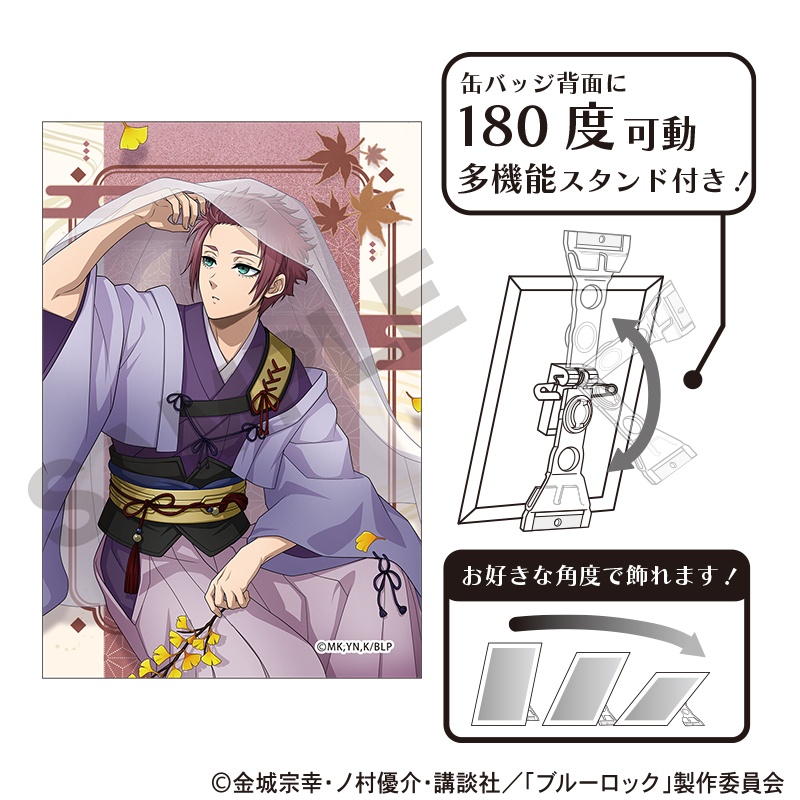 缶バッジ背面に
180度可動
多機能スタンド付き!
SAMPLE
お好きな角度で飾れます!
©MK,YN,K/BLP
©金城宗幸・ノ村優介・講談社／「ブルーロック」製作委員会